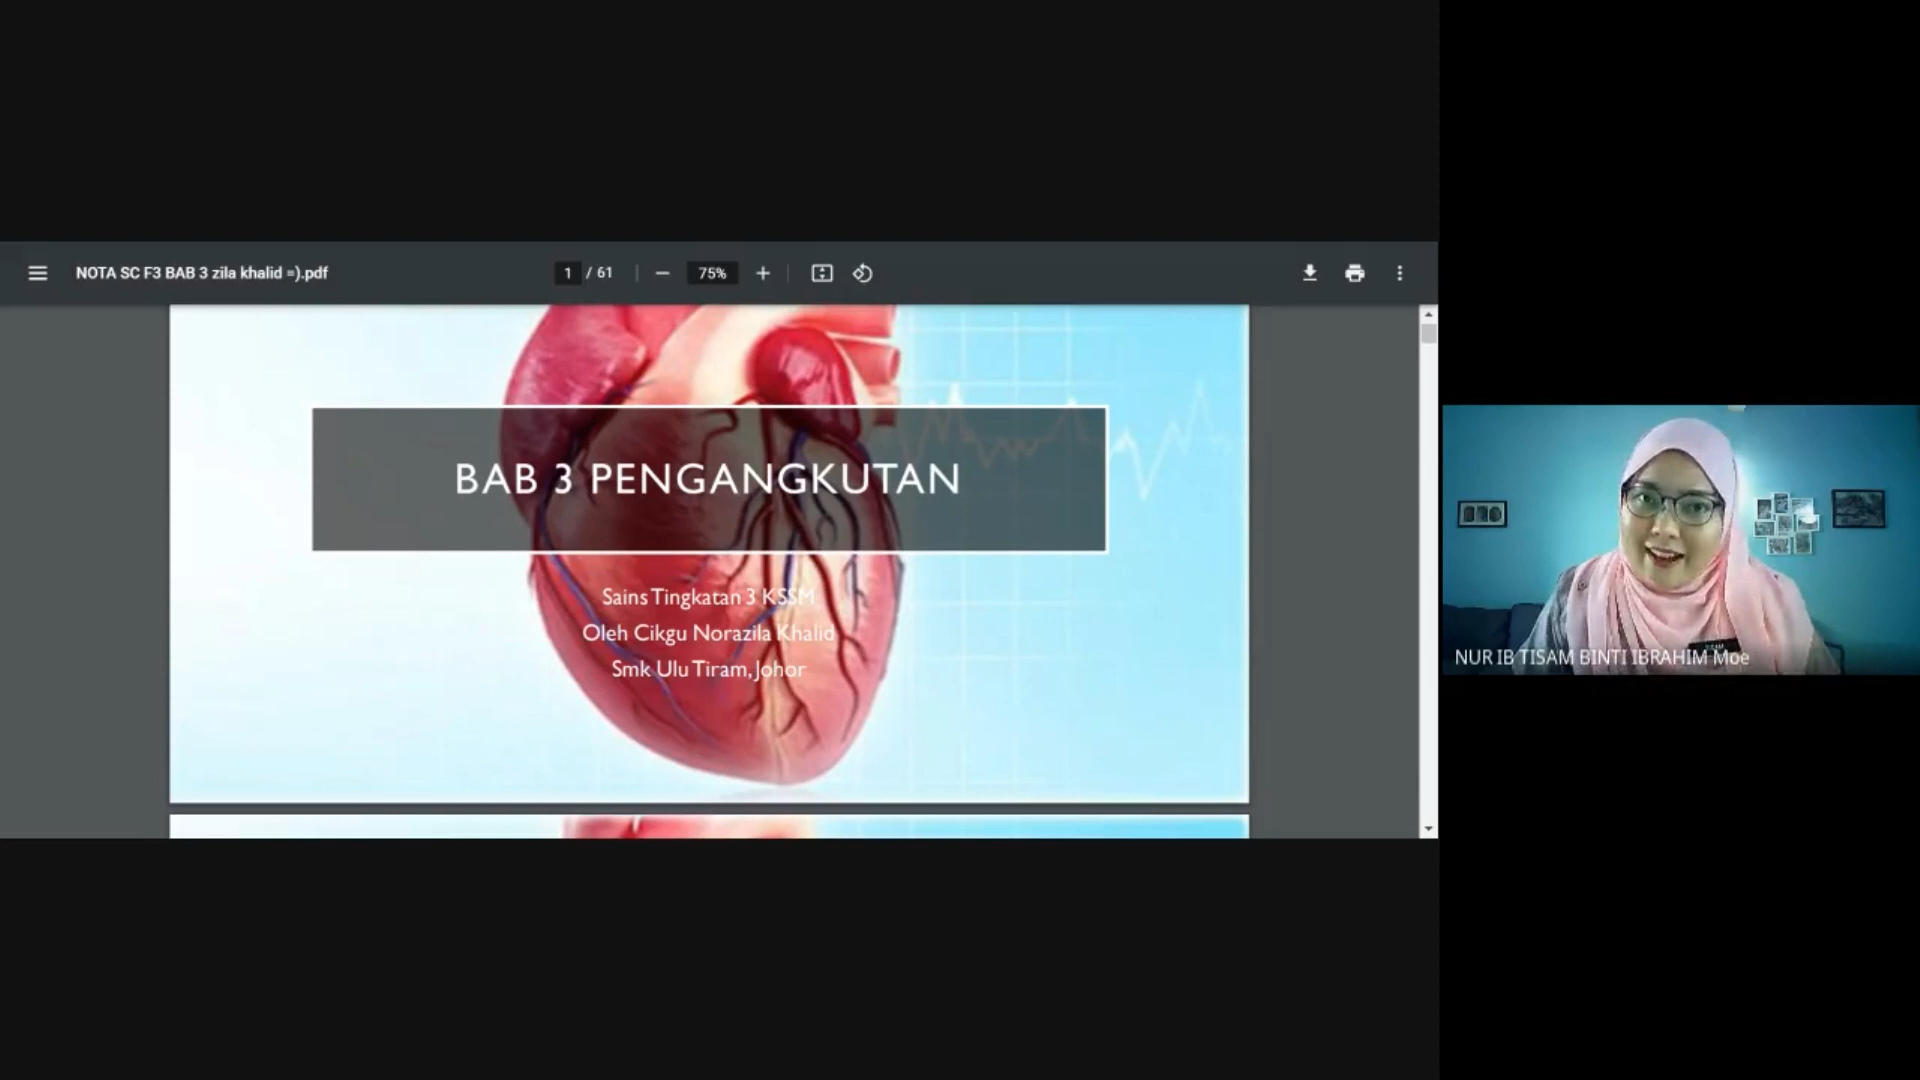 NOTA SC F3 BAB 3 zila khalid =).pdf
1 / 61
75%
BAB 3 PENGANGKUTAN
Sains Tingkatan 3 KSSM
Oleh Cikgu Norazila Khalid
Smk Ulu Tiram, Johor
NUR IB TISAM BINTI IBRAHIM Moe